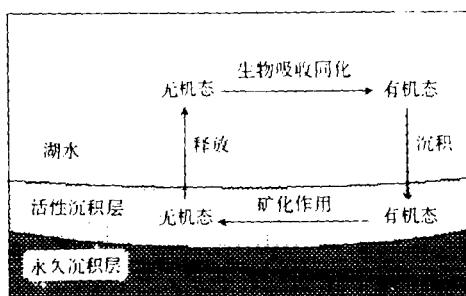 生物吸收同化
无机态 有机态
湖水 释放 沉积
活性沉积层 无机态 矿化作用 有机态
永久沉积层